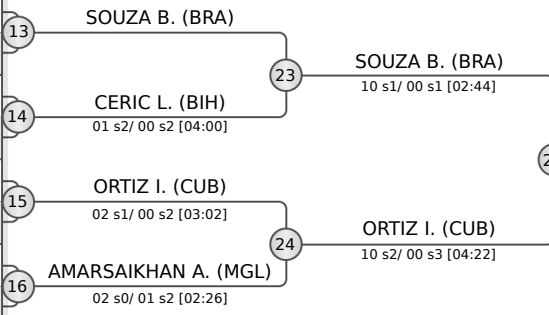 13
SOUZA B. (BRA)
23
SOUZA B. (BRA)
10 s1/ 00 s1 [02:44]
14
CERIC L. (BIH)
01 s2/ 00 s2 [04:00]
15
ORTIZ I. (CUB)
02 s1/ 00 s2 [03:02]
24
ORTIZ I. (CUB)
10 s2/ 00 s3 [04:22]
16
AMARSAIKHAN A. (MGL)
02 s0/ 01 s2 [02:26]